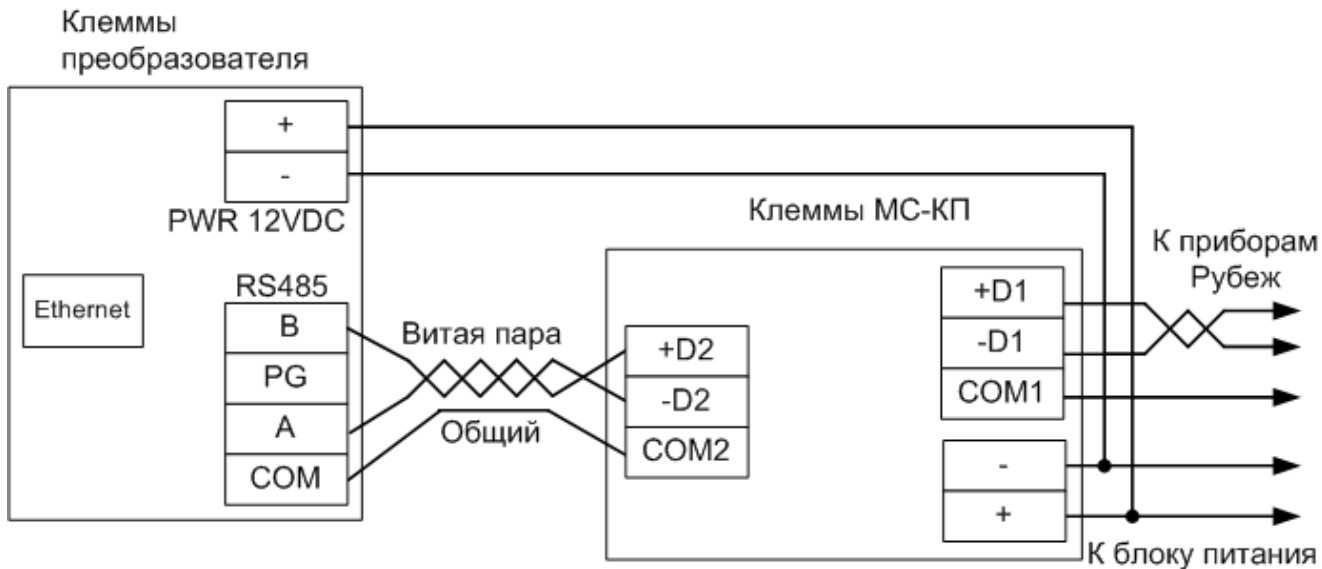 Клеммы
преобразователя
+
-
PWR 12VDC
Ethernet
RS485
B
PG
A
COM
Витая пара
Общий
Клеммы МС-КП
+D2
-D2
COM2
+D1
-D1
COM1
-
+
К приборам
Рубеж
К блоку питания